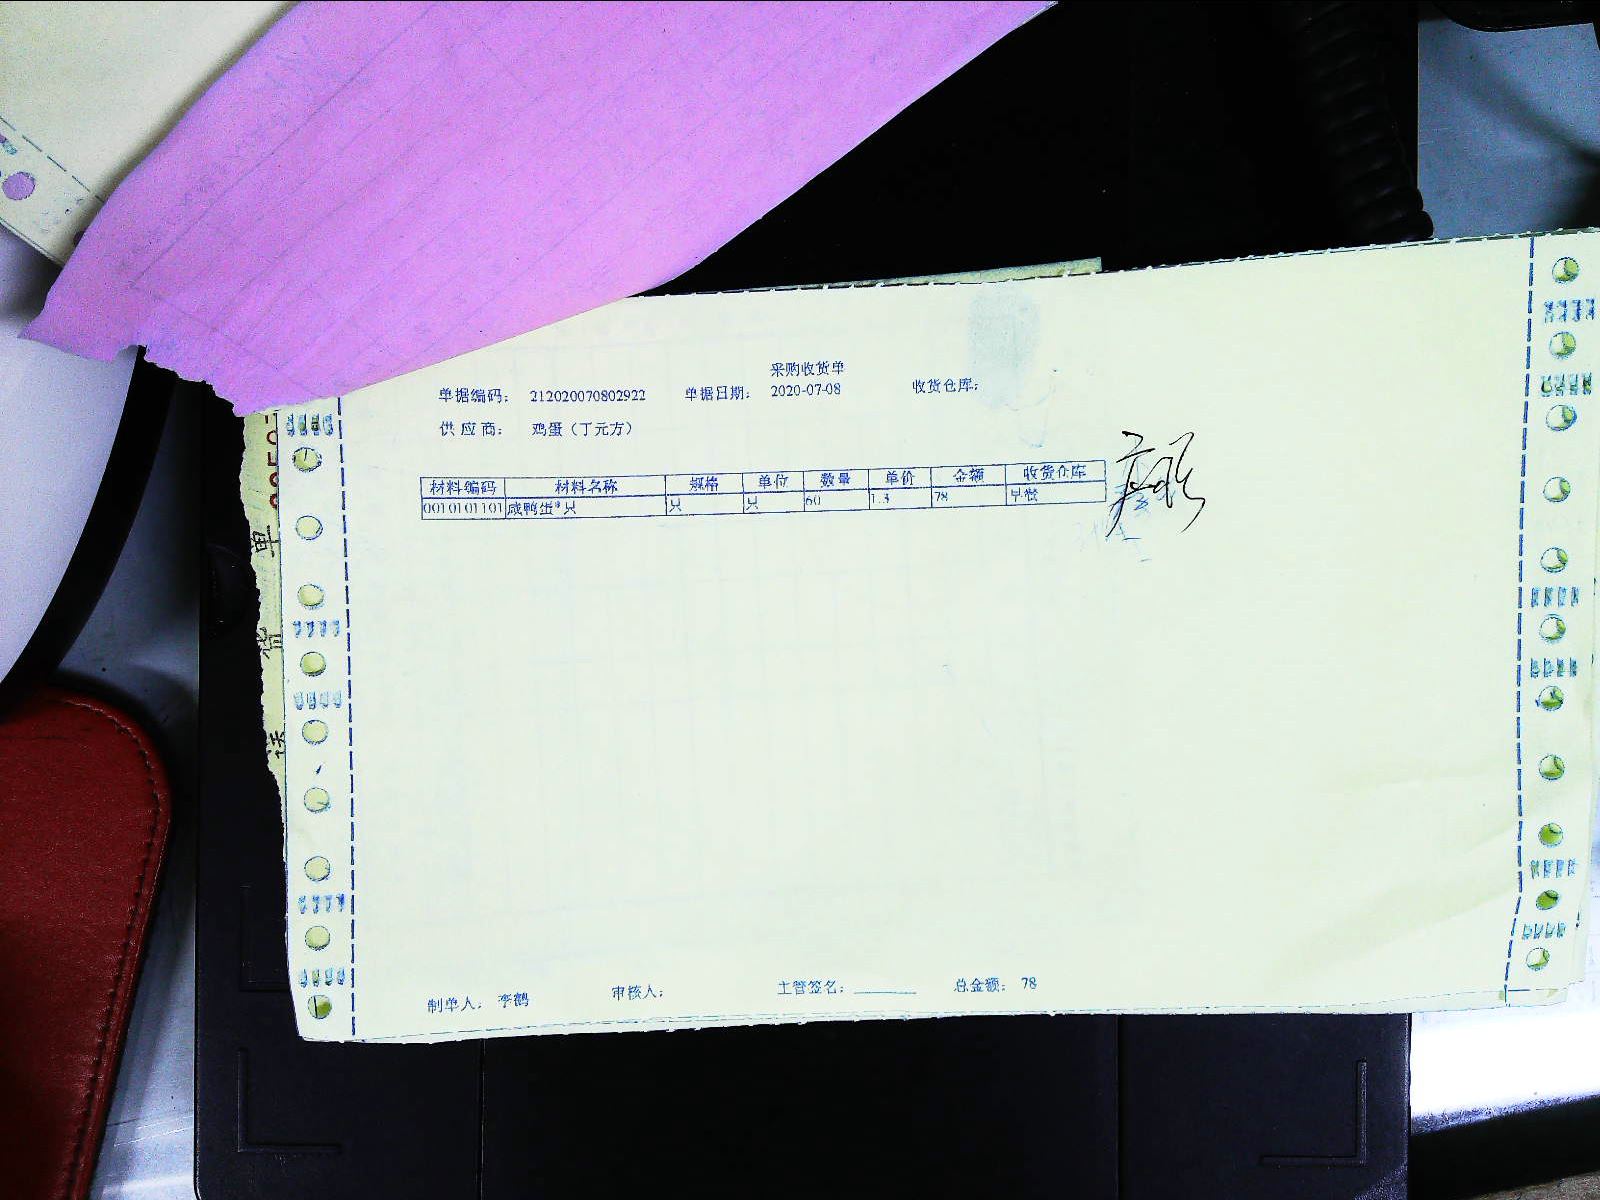 采购收货单
单据编码： 212020070802922 单据日期： 2020-07-08 收货仓库：
供应商： 鸡蛋（丁元方）
材料编码 材料名称 规格 单位 数量 单价 金额 收货仓库
0010101101 咸鸭蛋*只 只 只 60 1.3 78 早餐
制单人： 李鹤 审核人： 主管签名： 总金额： 78
单
货
送